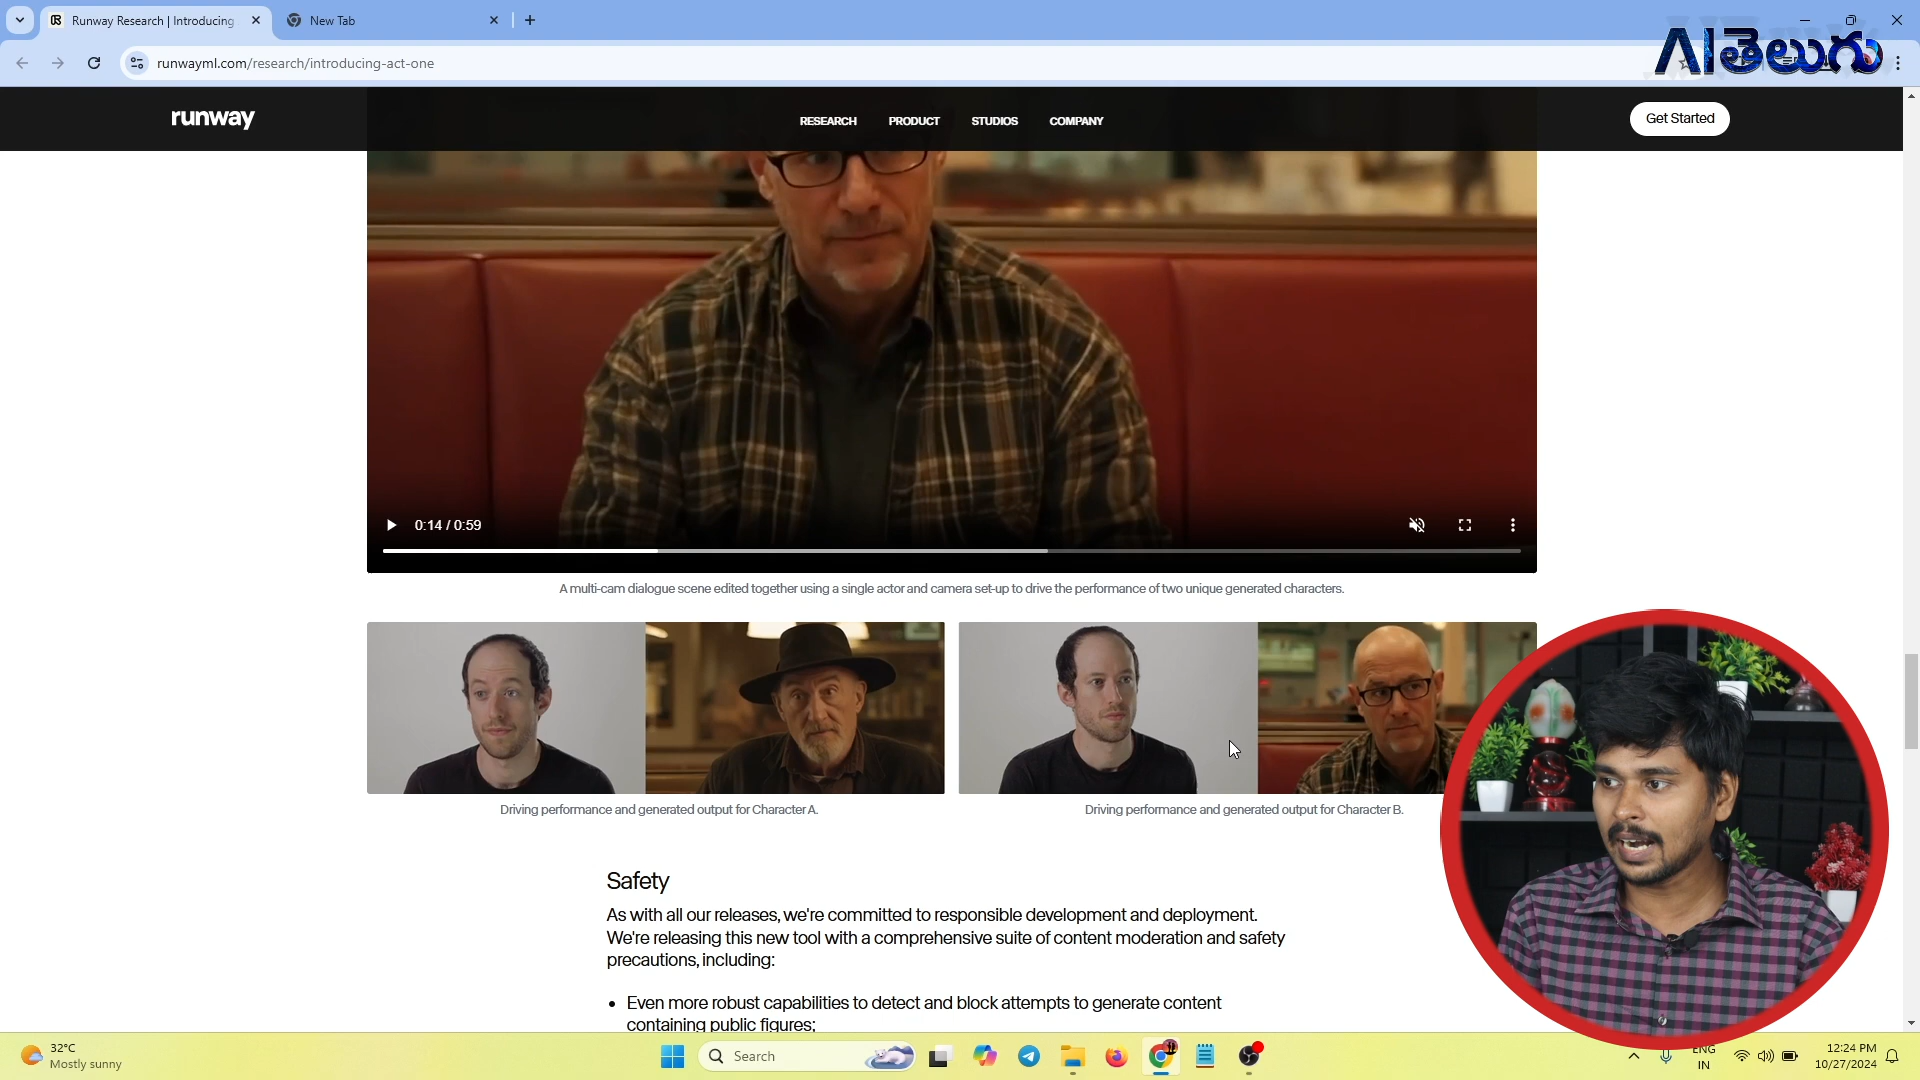 Runway Research | Introducing
New Tab
AIతెలుగు
runwayml.com/research/introducing-act-one
runway
RESEARCH
PRODUCT
STUDIOS
COMPANY
Get Started
0:14 / 0:59
A multi-cam dialogue scene edited together using a single actor and camera set-up to drive the performance of two unique generated characters.
Driving performance and generated output for Character A.
Driving performance and generated output for Character B.
Safety
As with all our releases, we're committed to responsible development and deployment.
We're releasing this new tool with a comprehensive suite of content moderation and safety
precautions, including:
Even more robust capabilities to detect and block attempts to generate content
containing public figures;
32°C
Mostly sunny
Search
ENG
IN
12:24 PM
10/27/2024